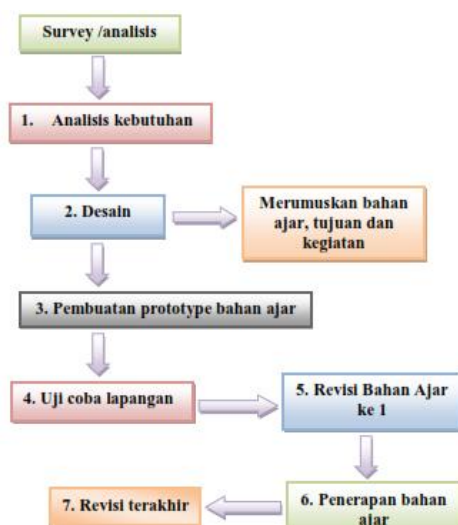 Survey /analisis
1. Analisis kebutuhan
2. Desain
Merumuskan bahan
ajar, tujuan dan
kegiatan
3. Pembuatan prototype bahan ajar
4. Uji coba lapangan
5. Revisi Bahan Ajar
ke 1
6. Penerapan bahan
ajar
7. Revisi terakhir